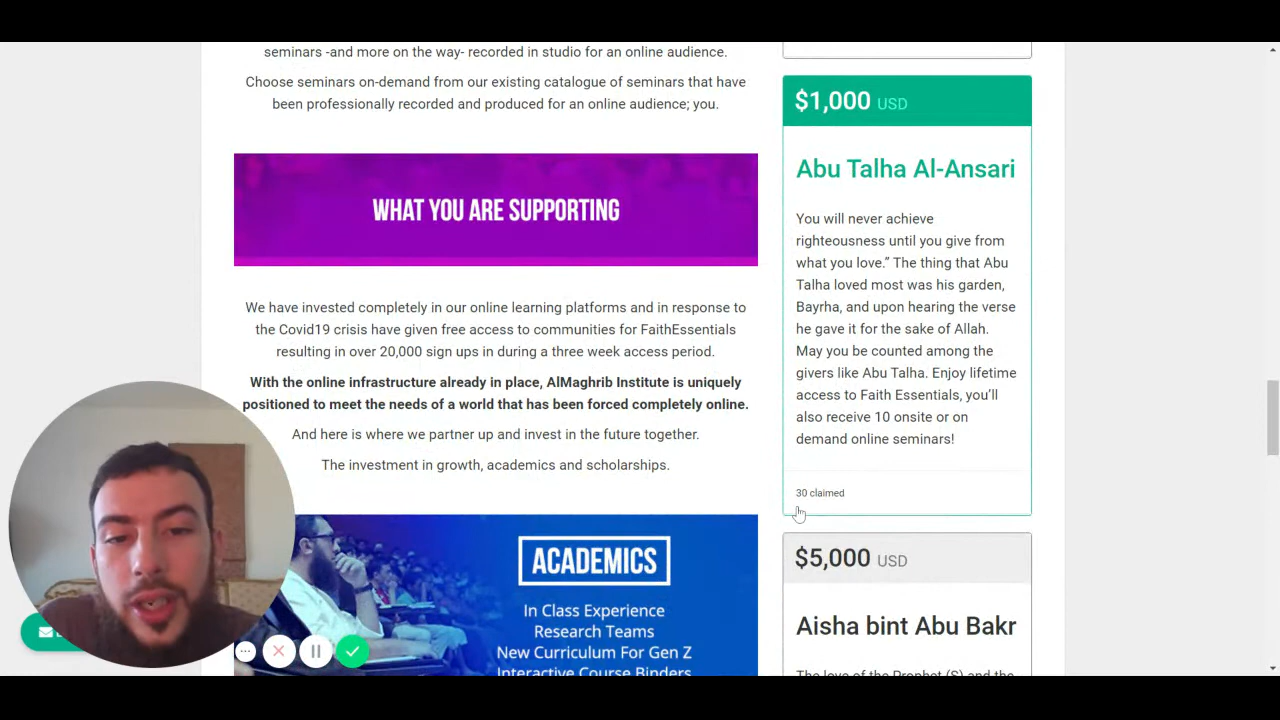 seminars -and more on the way- recorded in studio for an online audience.
Choose seminars on-demand from our existing catalogue of seminars that have
been professionally recorded and produced for an online audience; you.
WHAT YOU ARE SUPPORTING
We have invested completely in our online learning platforms and in response to
the Covid19 crisis have given free access to communities for FaithEssentials
resulting in over 20,000 sign ups in during a three week access period.
With the online infrastructure already in place, AlMaghrib Institute is uniquely
positioned to meet the needs of a world that has been forced completely online.
And here is where we partner up and invest in the future together.
The investment in growth, academics and scholarships.
ACADEMICS
In Class Experience
Research Teams
New Curriculum For Gen Z
Interactive Course Binders
$1,000 USD
Abu Talha Al-Ansari
You will never achieve
righteousness until you give from
what you love.” The thing that Abu
Talha loved most was his garden,
Bayrha, and upon hearing the verse
he gave it for the sake of Allah.
May you be counted among the
givers like Abu Talha. Enjoy lifetime
access to Faith Essentials, you’ll
also receive 10 onsite or on
demand online seminars!
30 claimed
$5,000 USD
Aisha bint Abu Bakr
The love of the Prophet (S) and the